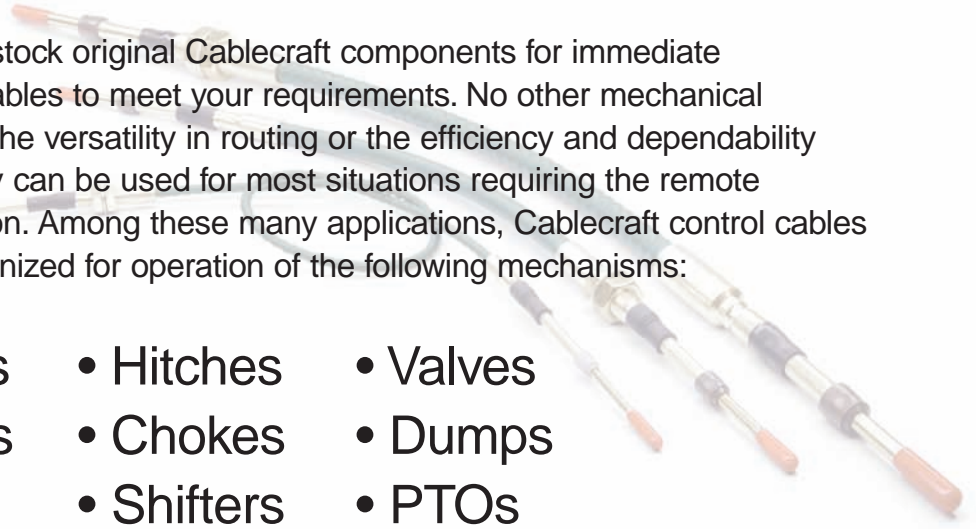 stock original Cablecraft components for immediate
ables to meet your requirements. No other mechanical
he versatility in routing or the efficiency and dependability
can be used for most situations requiring the remote
on. Among these many applications, Cablecraft control cables
nized for operation of the following mechanisms:
s • Hitches • Valves
s • Chokes • Dumps
• Shifters • PTOs